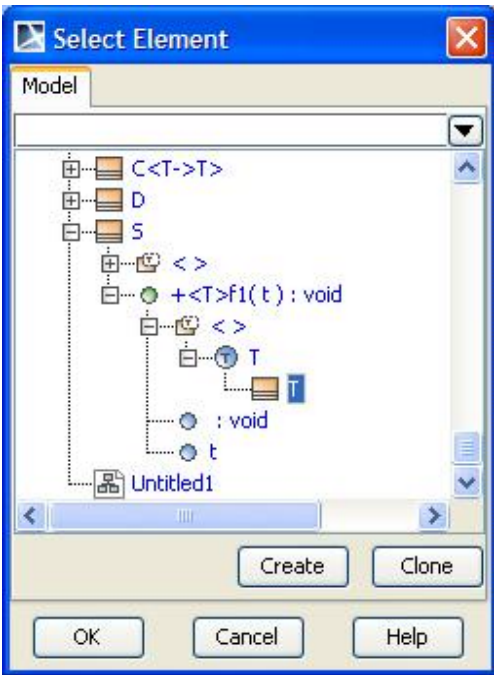 Select Element
Model
C<T->T>
D
S
< >
+<T>f1( t ) : void
< >
T
T
: void
t
Untitled1
Create Clone
OK Cancel Help